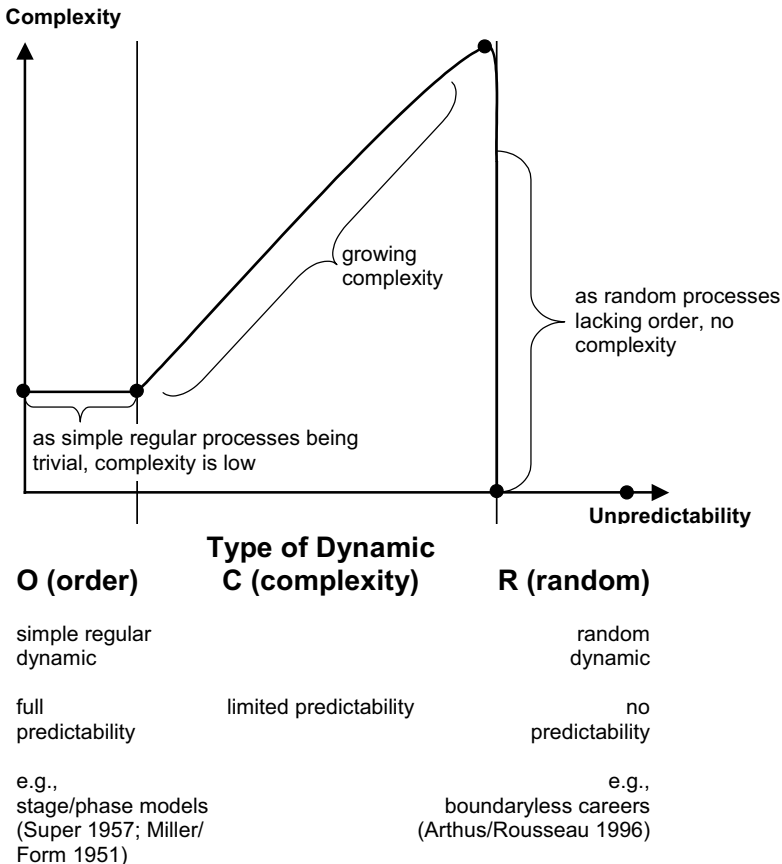 Complexity
growing
complexity
as random processes
lacking order, no
complexity
as simple regular processes being
trivial, complexity is low
Unpredictability
Type of Dynamic
O (order) C (complexity) R (random)
simple regular random
dynamic dynamic
full limited predictability no
predictability predictability
e.g., e.g.,
stage/phase models boundaryless careers
(Super 1957; Miller/ (Arthus/Rousseau 1996)
Form 1951)